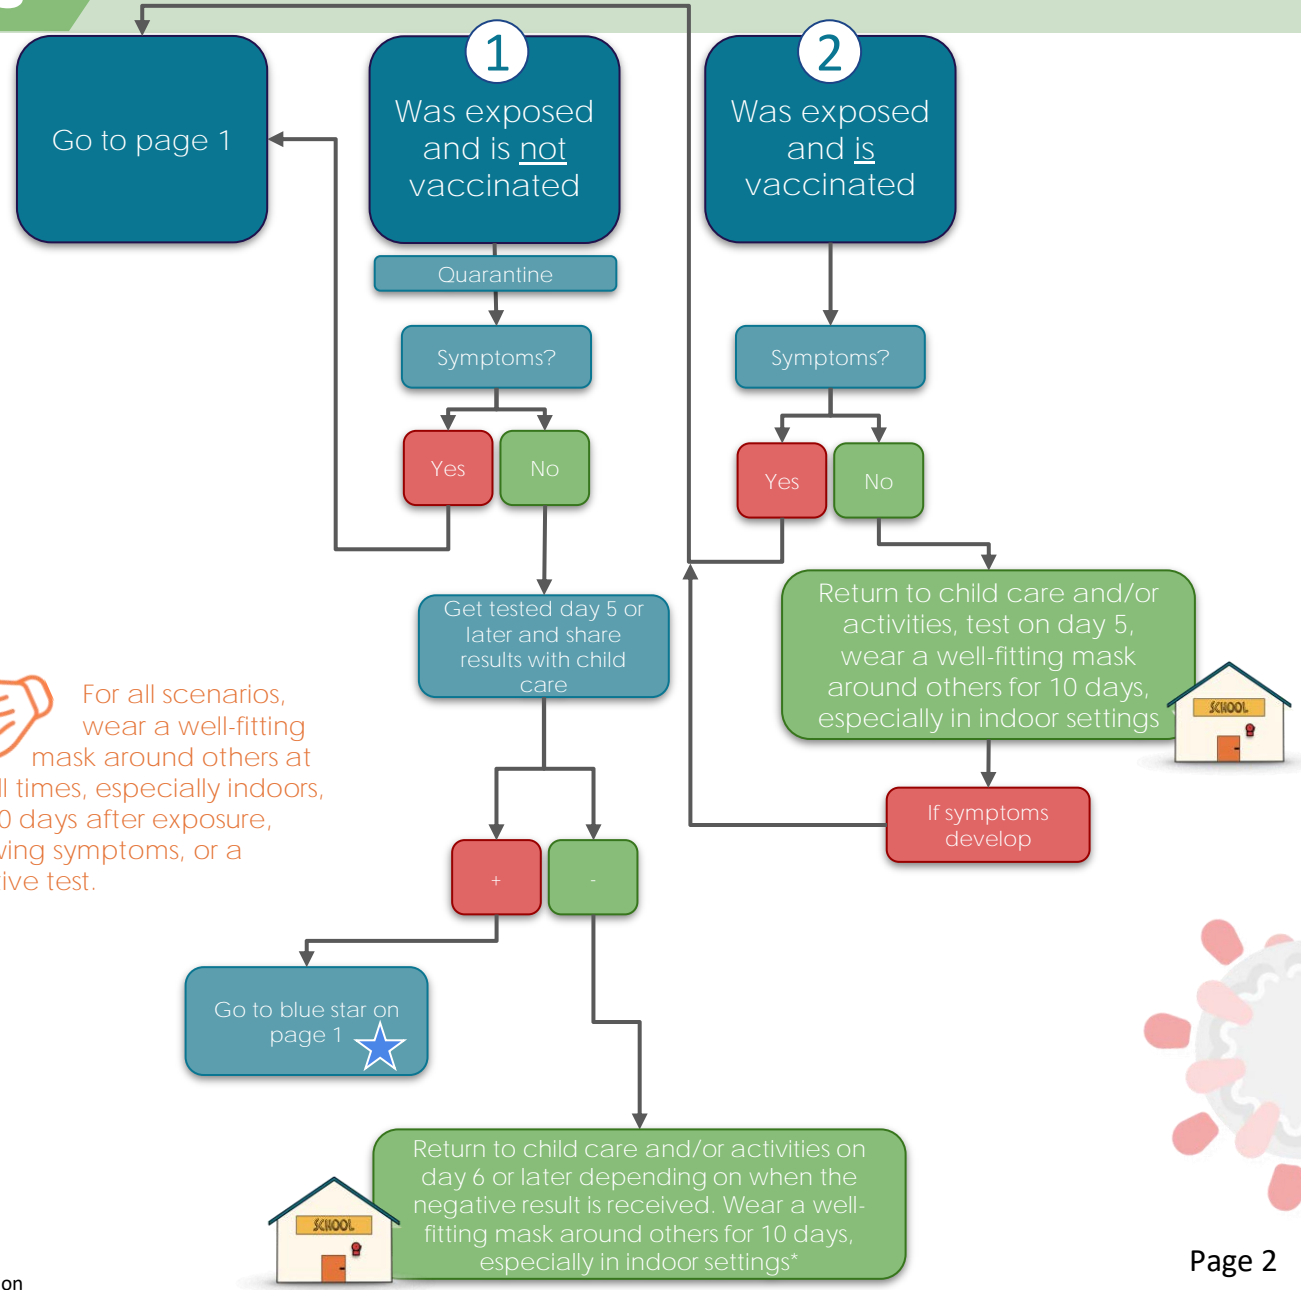 Go to page 1
1
Was exposed
and is not
vaccinated
2
Was exposed
and is
vaccinated
Quarantine
Symptoms?
Yes
No
Symptoms?
Yes
No
Get tested day 5 or
later and share
results with child
care
Return to child care and/or
activities, test on day 5,
wear a well-fitting mask
around others for 10 days,
especially in indoor settings
SCHOOL
If symptoms
develop
For all scenarios,
wear a well-fitting
mask around others at
ll times, especially indoors,
0 days after exposure,
ving symptoms, or a
ive test.
+
-
Go to blue star on
page 1
Return to child care and/or activities on
day 6 or later depending on when the
negative result is received. Wear a well-
fitting mask around others for 10 days,
especially in indoor settings*
SCHOOL
Page 2
on